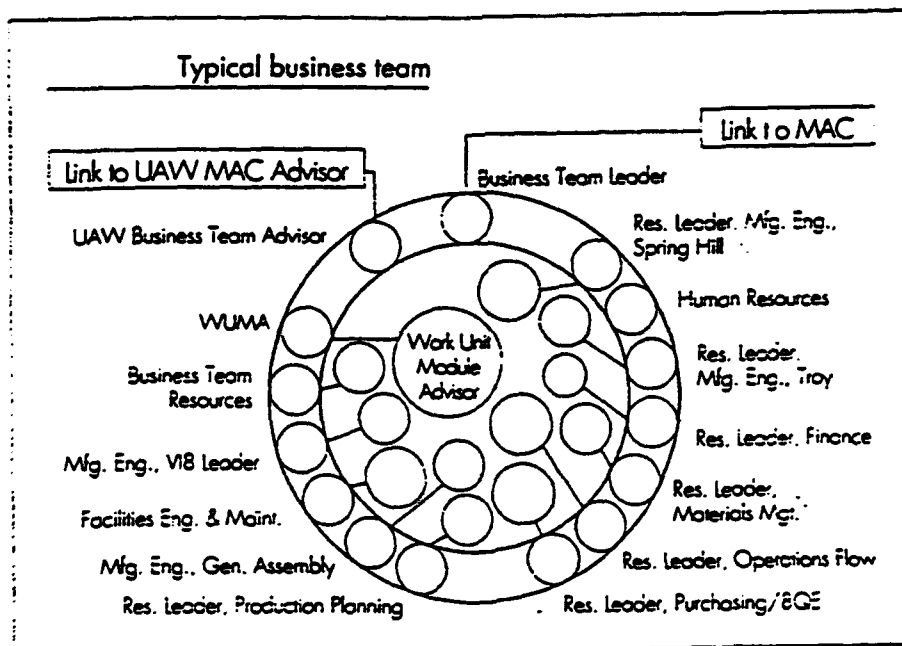 Typical business team
Link to MAC
Link to UAW MAC Advisor
Business Team Leader
UAW Business Team Advisor
Res. Leader, Mfg. Eng.,
Spring Hill
WUMA
Human Resources
Work Unit
Module
Advisor
Business Team
Resources
Res. Leader,
Mfg. Eng., Troy
Mfg. Eng., Leader
Res. Leader, Finance
Facilities Eng. & Maint.
Res. Leader,
Materials Mgt.
Mfg. Eng., Gen. Assembly
Res. Leader, Operations Flow
Res. Leader, Production Planning
Res. Leader, Purchasing/